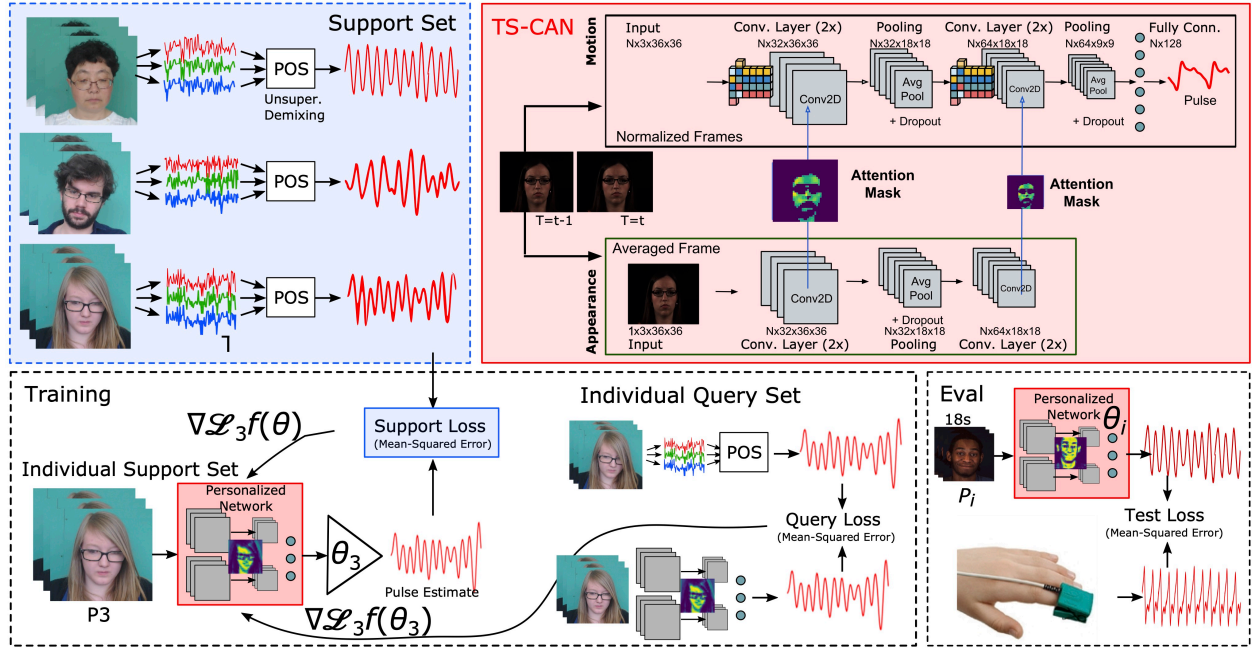 Support Set
POS
Unsuper.
Demixing
POS
POS
TS-CAN
Motion
Input
Nx3x36x36
Conv. Layer (2x)
Nx32x36x36
Pooling
Nx32x18x18
Conv. Layer (2x)
Nx64x18x18
Pooling
Nx64x9x9
Fully Conn.
Nx128
Conv2D
Avg
Pool
+ Dropout
Conv2D
Avg
Pool
+ Dropout
Pulse
Normalized Frames
T=t-1
T=t
Attention
Mask
Attention
Mask
Appearance
Averaged Frame
1x3x36x36
Input
Conv2D
Nx32x36x36
Conv. Layer (2x)
Avg
Pool
+ Dropout
Nx32x18x18
Pooling
Conv2D
Nx64x18x18
Conv. Layer (2x)
Training
∇ℒ₃f(θ)
Support Loss
(Mean-Squared Error)
Individual Support Set
P3
Personalized
Network
θ₃
Pulse Estimate
∇ℒ₃f(θ₃)
Individual Query Set
POS
Query Loss
(Mean-Squared Error)
Eval
18s
Pᵢ
Personalized
Network
θᵢ
Test Loss
(Mean-Squared Error)